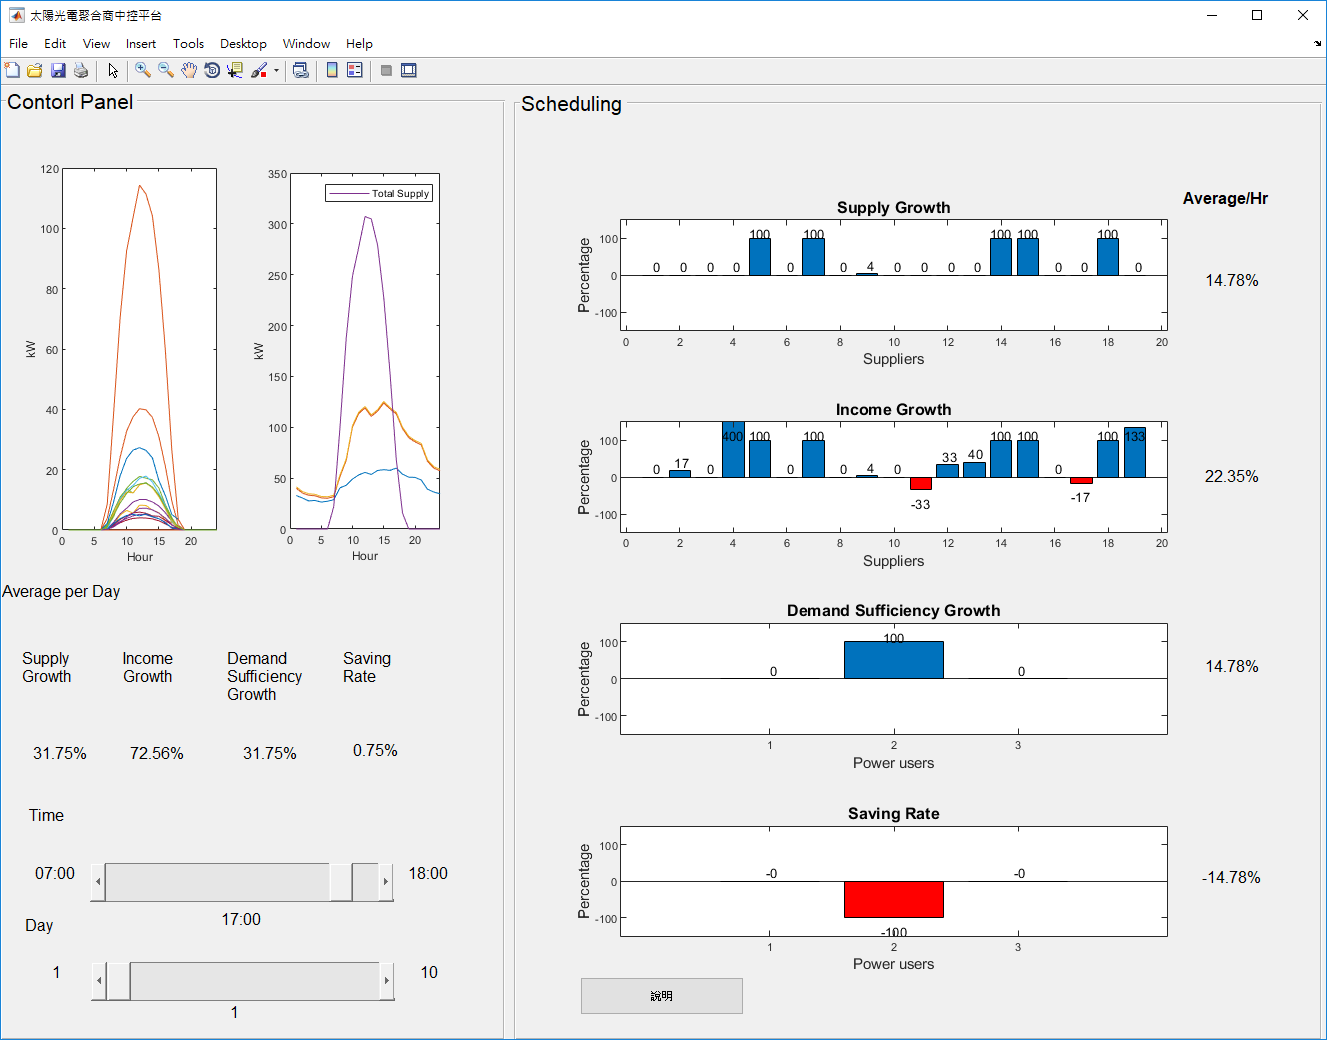 太陽光電聚合商中控平台
File Edit View Insert Tools Desktop Window Help
Contorl Panel
120
100
80
60
40
20
0
kW
0 5 10 15 20
Hour
350
300
250
200
150
100
50
0
kW
Total Supply
0 5 10 15 20
Hour
Average per Day
Supply Growth
Income Growth
Demand Sufficiency Growth
Saving Rate
31.75% 72.56% 31.75% 0.75%
Time
07:00 18:00
17:00
Day
1 10
1
Scheduling
Average/Hr
Supply Growth
Percentage
100
0
-100
0 0 0 0 100 0 100 0 4 0 0 0 0 100 100 0 0 100 0
0 2 4 6 8 10 12 14 16 18 20
Suppliers
14.78%
Income Growth
Percentage
100
0
-100
0 17 0 400 100 0 100 0 4 0 -33 33 40 100 100 0 -17 100 133
0 2 4 6 8 10 12 14 16 18 20
Suppliers
22.35%
Demand Sufficiency Growth
Percentage
100
0
-100
0 100 0
1 2 3
Power users
14.78%
Saving Rate
Percentage
100
0
-100
-0 -100 -0
1 2 3
Power users
-14.78%
說明